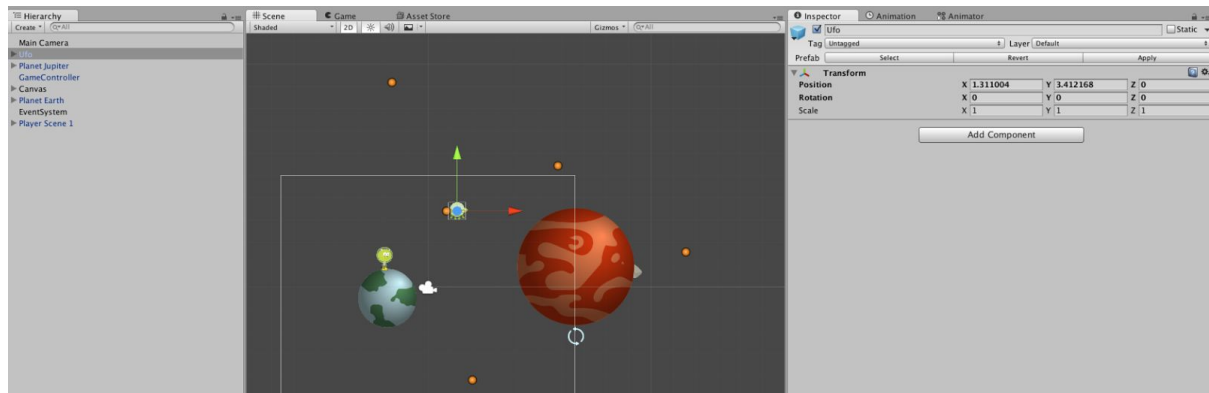 Hierarchy
Create
All
Main Camera
Ufo
Planet Jupiter
GameController
Canvas
Planet Earth
EventSystem
Player Scene 1
Scene
Game
Asset Store
Shaded
2D
Gizmos
All
Inspector
Animation
Animator
Ufo
Static
Tag Untagged
Layer Default
Prefab Select Revert Apply
Transform
Position X 1.311004 Y 3.412168 Z 0
Rotation X 0 Y 0 Z 0
Scale X 1 Y 1 Z 1
Add Component